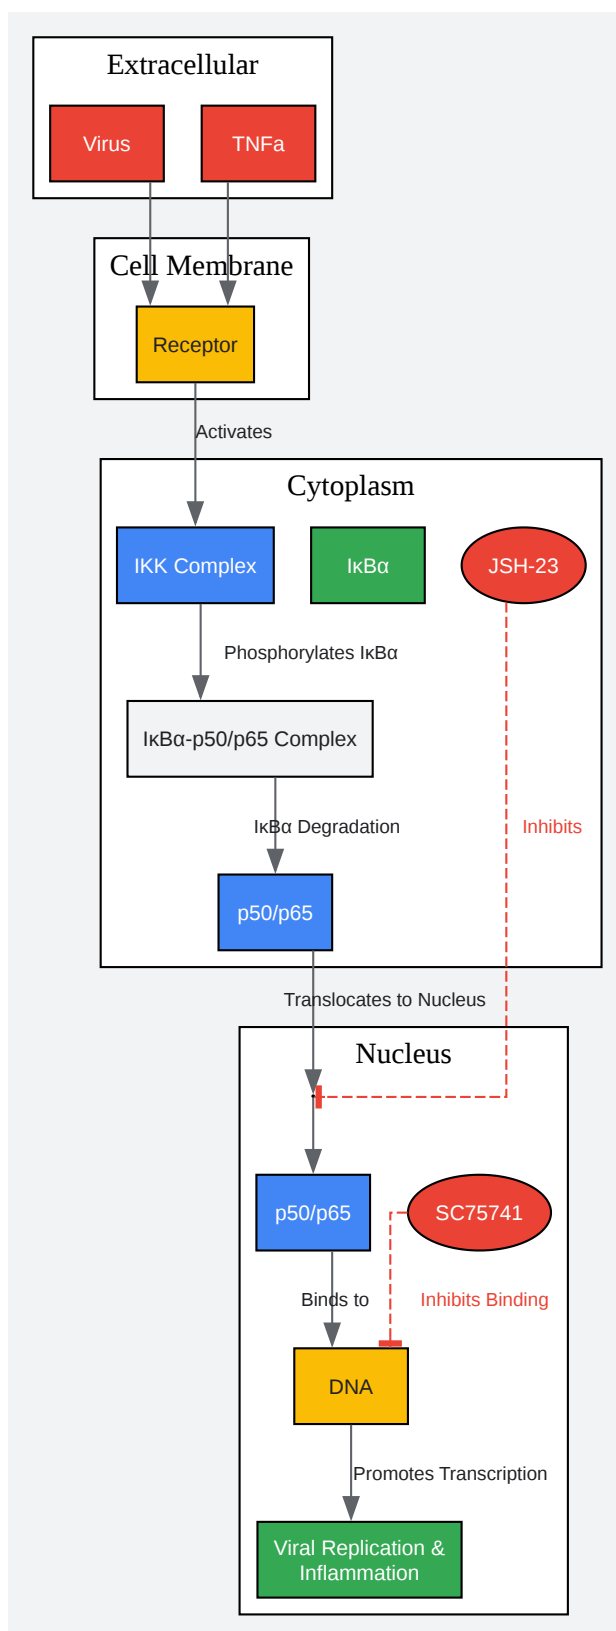 Extracellular
Virus
TNFa
Cell Membrane
Receptor
Activates
Cytoplasm
IKK Complex
IκBα
JSH-23
Phosphorylates IκBα
IκBα-p50/p65 Complex
IκBα Degradation
Inhibits
p50/p65
Translocates to Nucleus
Nucleus
p50/p65
SC75741
Binds to
Inhibits Binding
DNA
Promotes Transcription
Viral Replication &
Inflammation